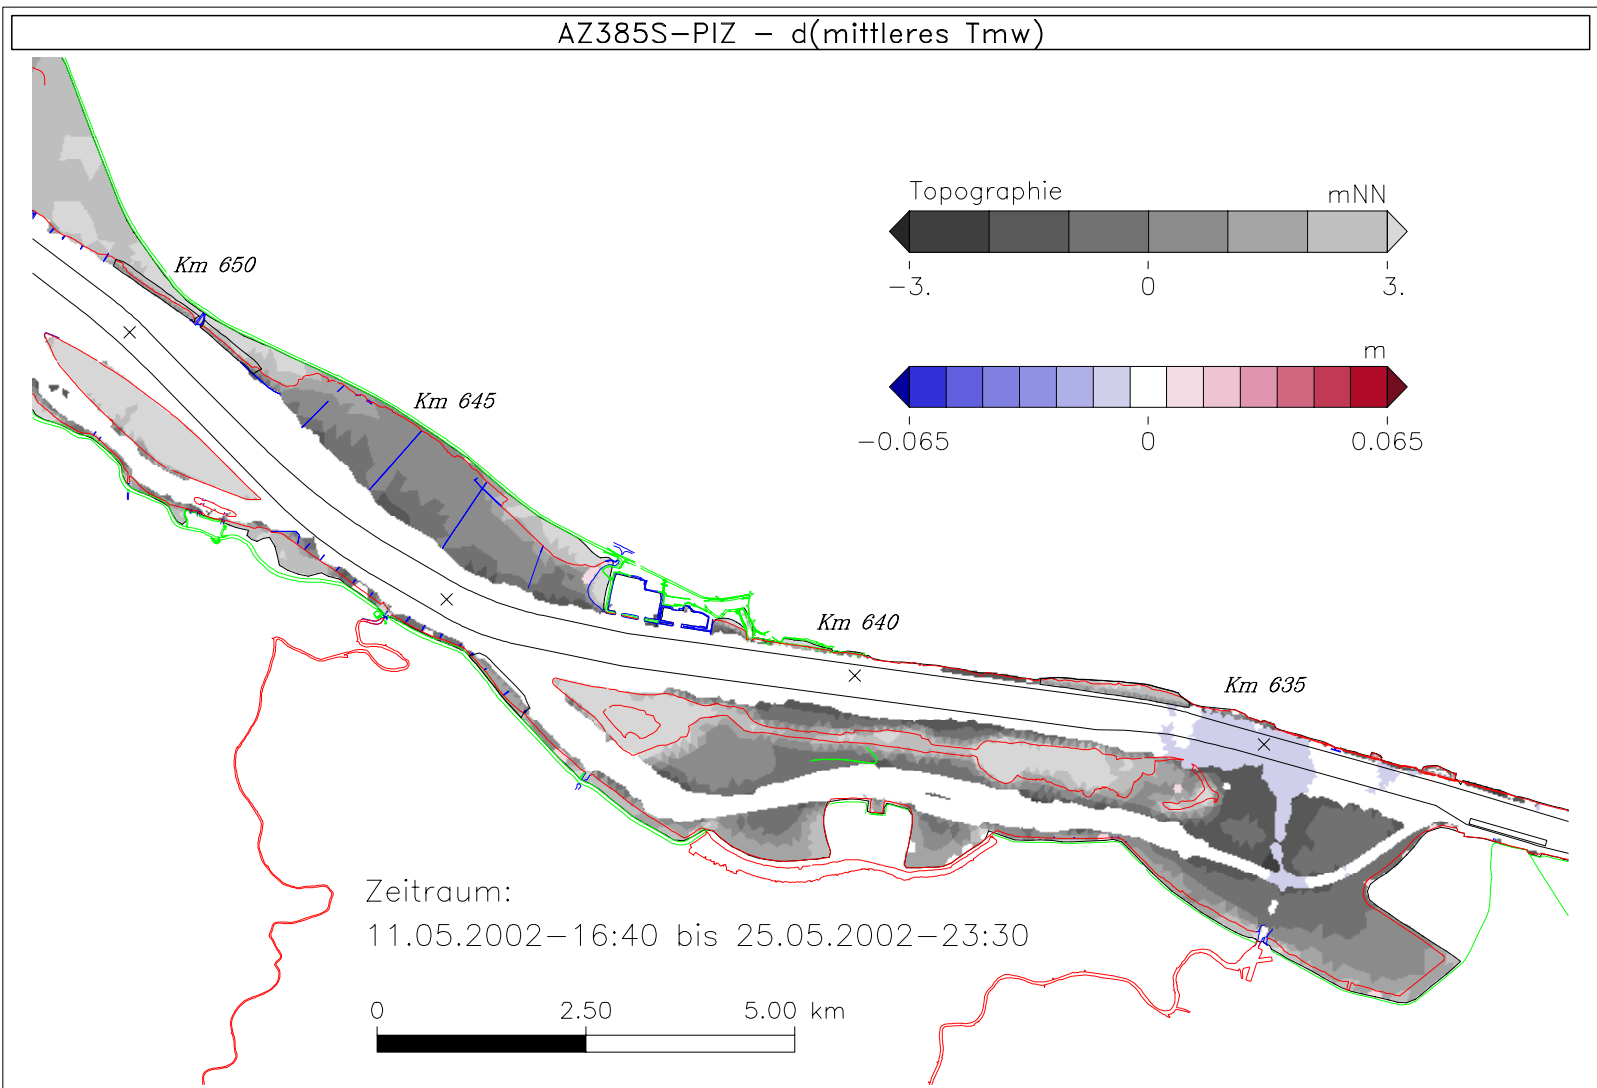 AZ385S-PIZ - d(mittleres Tmw)
Topographie mNN
-3. 0 3.
m
-0.065 0 0.065
Km 650
Km 645
Km 640
Km 635
Zeitraum:
11.05.2002-16:40 bis 25.05.2002-23:30
0 2.50 5.00 km